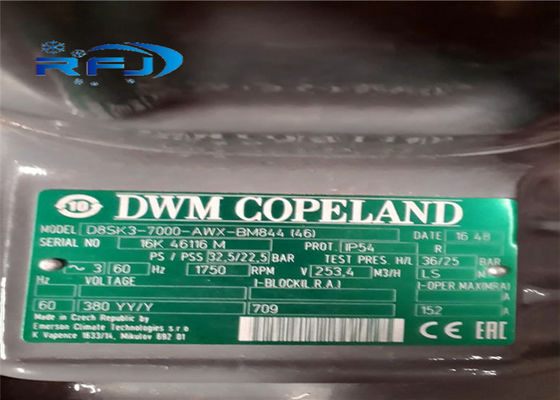 RFJ
10 DWM COPELAND
MODEL D8SK3-7000-AWX-BM844 (46) DATE 16 48
SERIAL NO 16K 46116 M PROT. IP54 R
PS / PSS 32,5/22,5 BAR TEST PRES. H/L 36/25 BAR
~ 3 60 Hz 1750 RPM V 253,4 M3/H LS
Hz VOLTAGE I-BLOCK(L.R.A.) I-OPER.MAXIMRA
A
60 380 YY/Y 709 152 A
Made in Czech Republic by
Emerson Climate Technologies s.r.o
K Vapence 1633/14, Mikulov 692 01
CE EAC